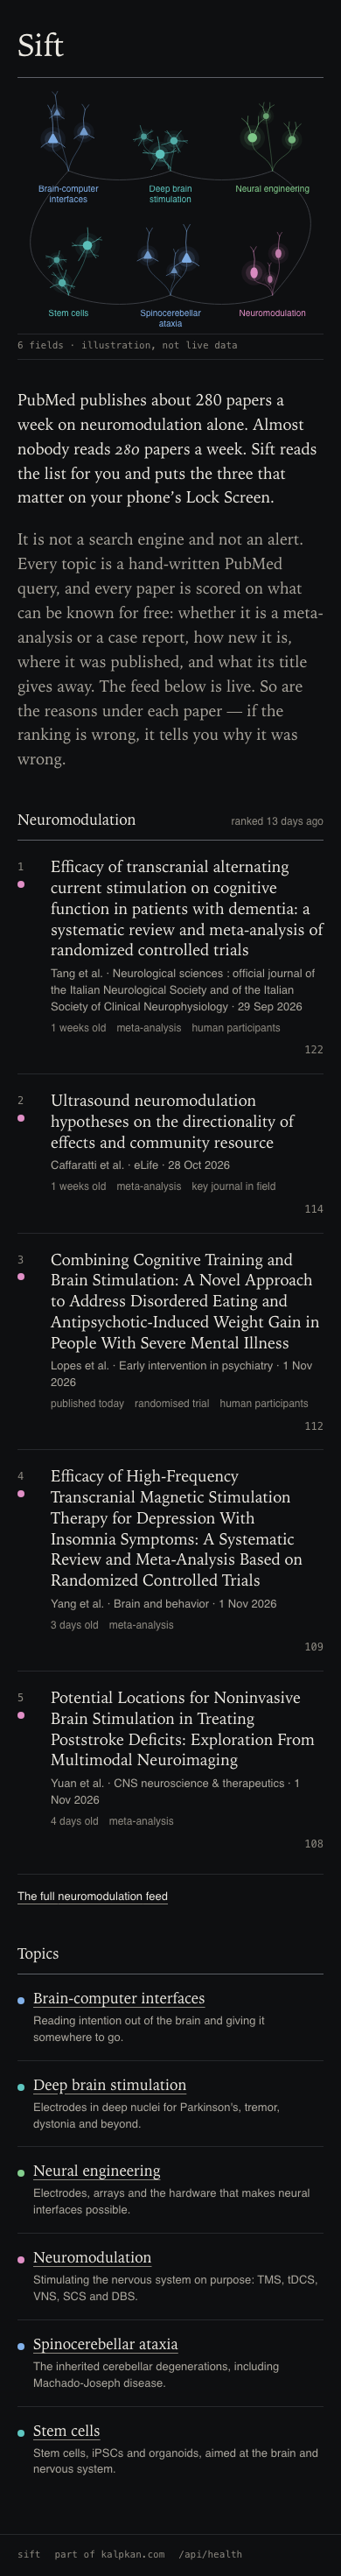 Sift
Brain-computer
interfaces
Deep brain
stimulation
Neural engineering
Stem cells
Spinocerebellar
ataxia
Neuromodulation
6 fields · illustration, not live data
PubMed publishes about 280 papers a
week on neuromodulation alone. Almost
nobody reads 280 papers a week. Sift reads
the list for you and puts the three that
matter on your phone’s Lock Screen.
It is not a search engine and not an alert.
Every topic is a hand-written PubMed
query, and every paper is scored on what
can be known for free: whether it is a meta-
analysis or a case report, how new it is,
where it was published, and what its title
gives away. The feed below is live. So are
the reasons under each paper — if the
ranking is wrong, it tells you why it was
wrong.
Neuromodulation
ranked 13 days ago
1
Efficacy of transcranial alternating
current stimulation on cognitive
function in patients with dementia: a
systematic review and meta-analysis of
randomized controlled trials
Tang et al. · Neurological sciences : official journal of
the Italian Neurological Society and of the Italian
Society of Clinical Neurophysiology · 29 Sep 2026
1 weeks old meta-analysis human participants
122
2
Ultrasound neuromodulation
hypotheses on the directionality of
effects and community resource
Caffaratti et al. · eLife · 28 Oct 2026
1 weeks old meta-analysis key journal in field
114
3
Combining Cognitive Training and
Brain Stimulation: A Novel Approach
to Address Disordered Eating and
Antipsychotic-Induced Weight Gain in
People With Severe Mental Illness
Lopes et al. · Early intervention in psychiatry · 1 Nov
2026
published today randomised trial human participants
112
4
Efficacy of High-Frequency
Transcranial Magnetic Stimulation
Therapy for Depression With
Insomnia Symptoms: A Systematic
Review and Meta-Analysis Based on
Randomized Controlled Trials
Yang et al. · Brain and behavior · 1 Nov 2026
3 days old meta-analysis
109
5
Potential Locations for Noninvasive
Brain Stimulation in Treating
Poststroke Deficits: Exploration From
Multimodal Neuroimaging
Yuan et al. · CNS neuroscience & therapeutics · 1
Nov 2026
4 days old meta-analysis
108
The full neuromodulation feed
Topics
Brain-computer interfaces
Reading intention out of the brain and giving it
somewhere to go.
Deep brain stimulation
Electrodes in deep nuclei for Parkinson’s, tremor,
dystonia and beyond.
Neural engineering
Electrodes, arrays and the hardware that makes neural
interfaces possible.
Neuromodulation
Stimulating the nervous system on purpose: TMS, tDCS,
VNS, SCS and DBS.
Spinocerebellar ataxia
The inherited cerebellar degenerations, including
Machado-Joseph disease.
Stem cells
Stem cells, iPSCs and organoids, aimed at the brain and
nervous system.
sift part of kalpkan.com /api/health